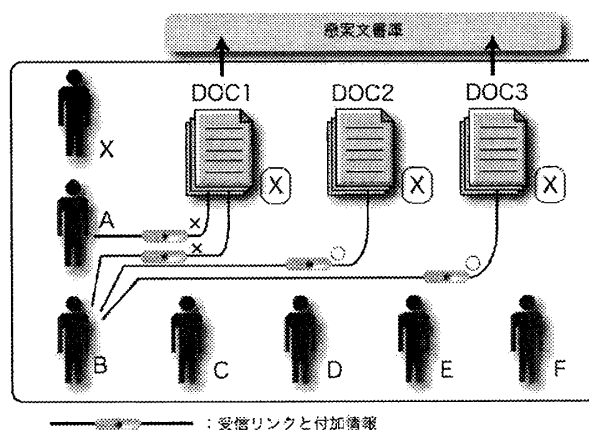 懸案文書庫
DOC1 DOC2 DOC3
X X X X
A ×
×
○
○
B C D E F
：受信リンクと付加情報